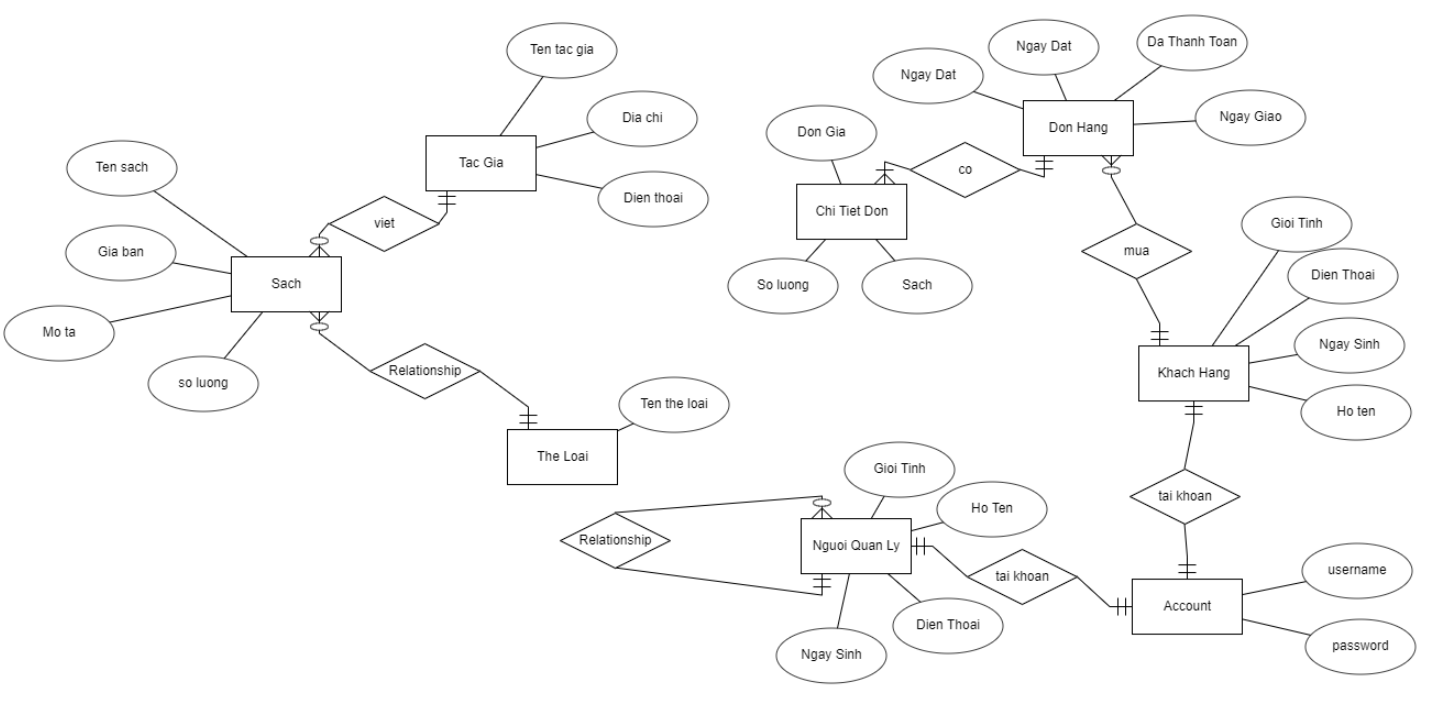 Ten tac gia
Dia chi
Tac Gia
Dien thoai
Ten sach
viet
Gia ban
Sach
Mo ta
so luong
Relationship
Ten the loai
The Loai
Ngay Dat
Ngay Dat
Da Thanh Toan
Ngay Giao
Don Hang
Don Gia
co
Chi Tiet Don
So luong
Sach
mua
Gioi Tinh
Dien Thoai
Ngay Sinh
Khach Hang
Ho ten
tai khoan
Gioi Tinh
Ho Ten
Relationship
Nguoi Quan Ly
tai khoan
Dien Thoai
Ngay Sinh
Account
username
password